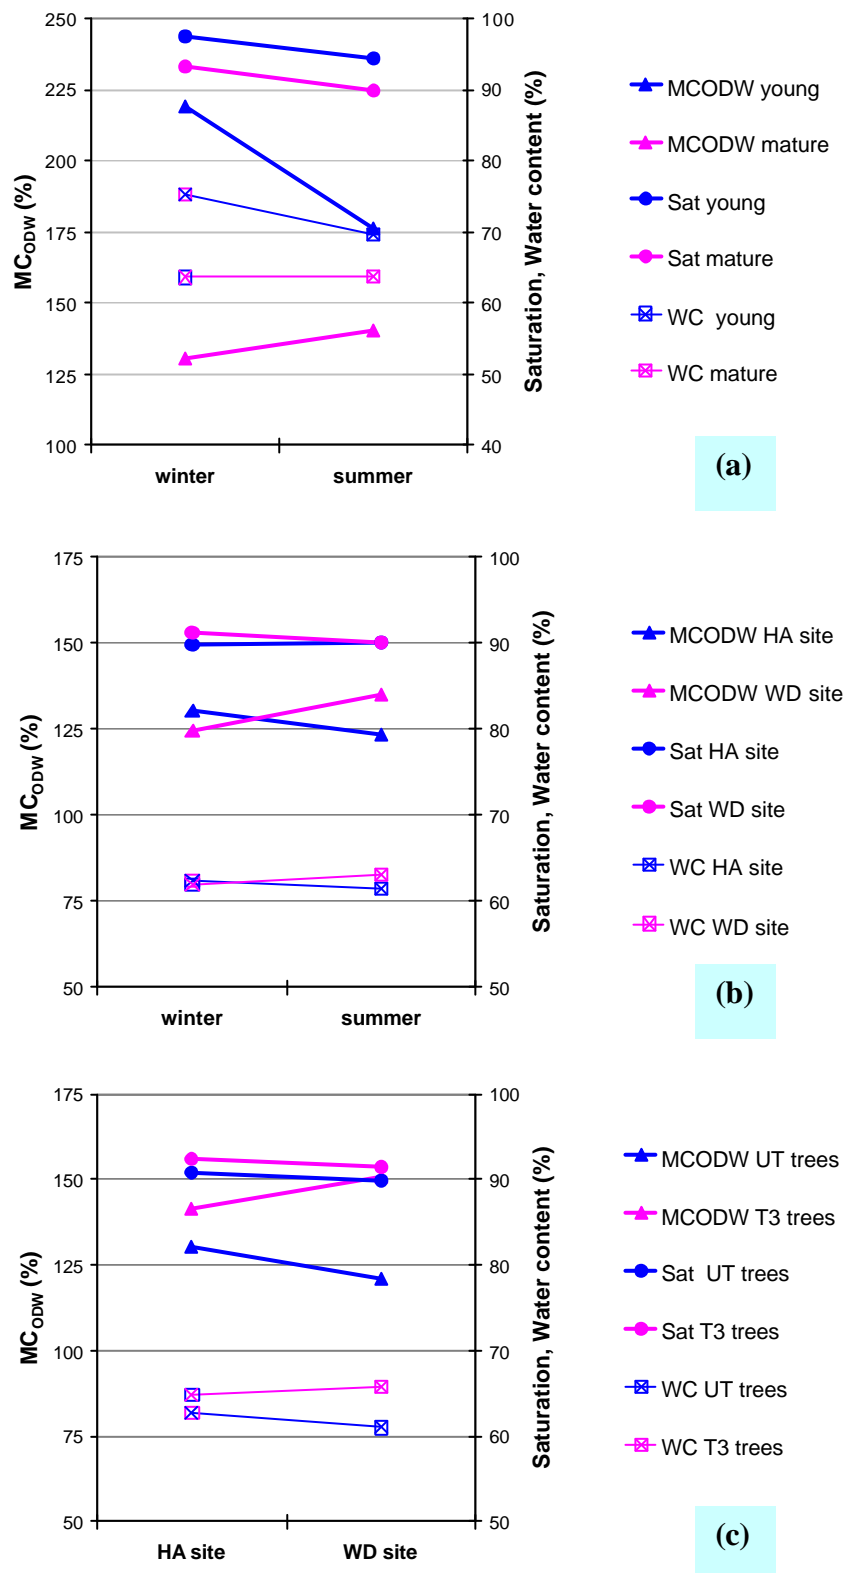 250
225
200
175
150
125
100
MC_ODW (%)
100
90
80
70
60
50
40
Saturation, Water content (%)
winter summer
MCODW young
MCODW mature
Sat young
Sat mature
WC young
WC mature
(a)
175
150
125
100
75
50
MC_ODW (%)
100
90
80
70
60
50
Saturation, Water content (%)
winter summer
MCODW HA site
MCODW WD site
Sat HA site
Sat WD site
WC HA site
WC WD site
(b)
175
150
125
100
75
50
MC_ODW (%)
100
90
80
70
60
50
Saturation, Water content (%)
HA site WD site
MCODW UT trees
MCODW T3 trees
Sat UT trees
Sat T3 trees
WC UT trees
WC T3 trees
(c)